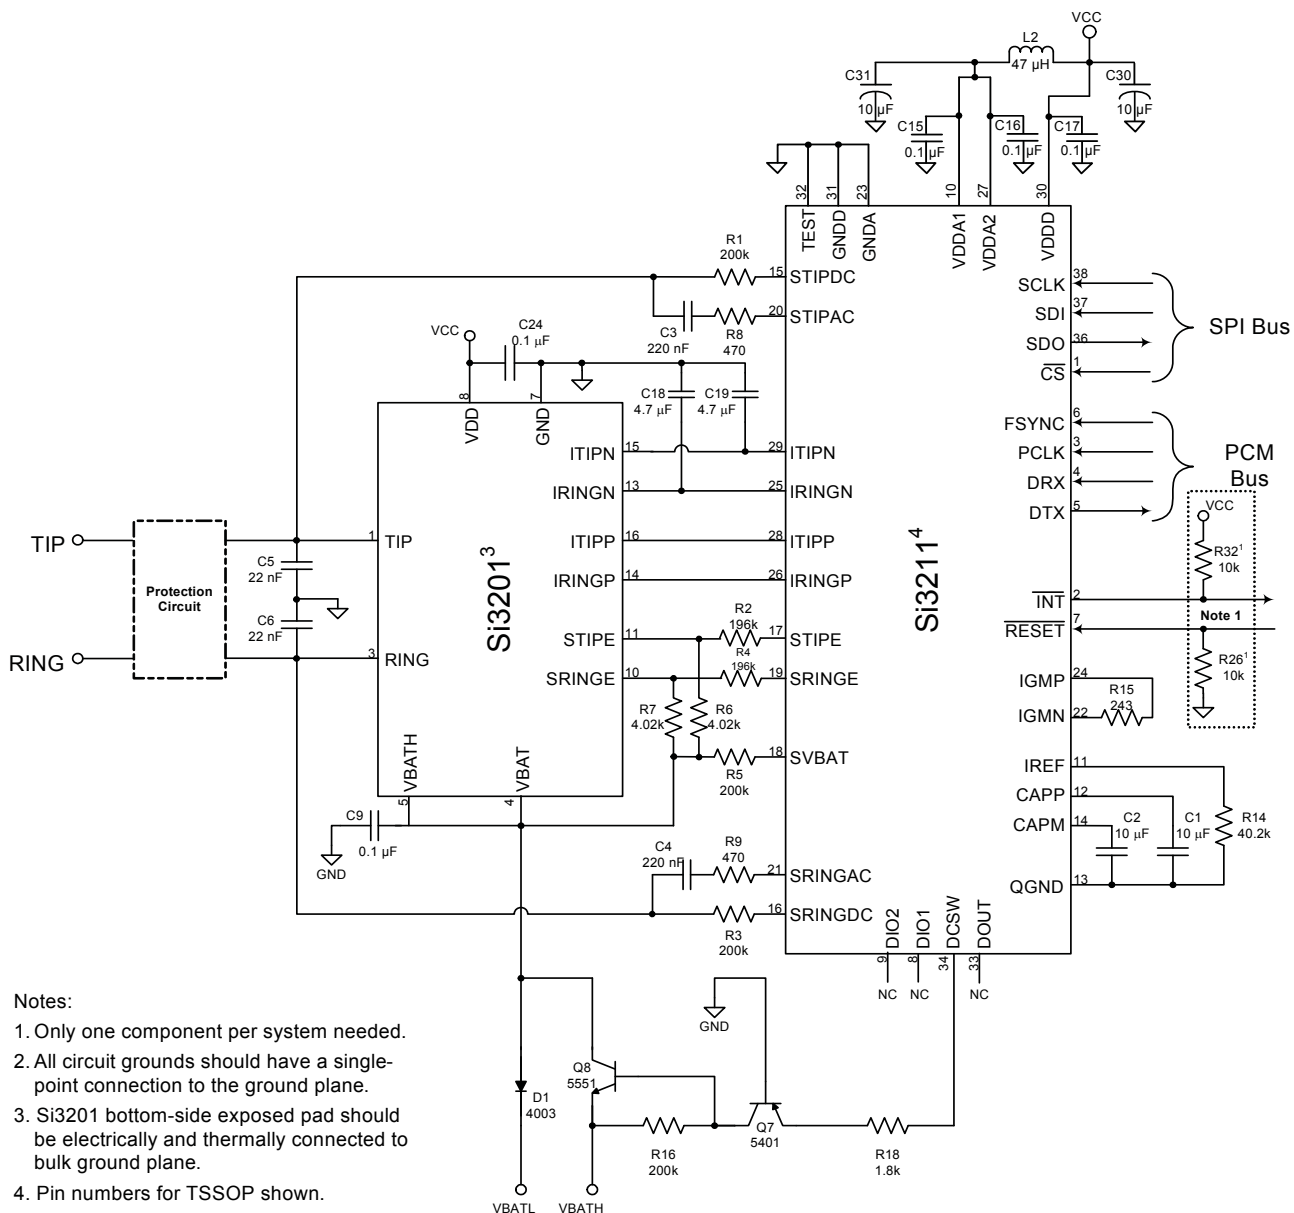 VCC
L2
47 µH
C31
10 µF
C30
10 µF
C15
0.1 µF
C16
0.1 µF
C17
0.1 µF
32
31
23
10
27
30
TEST
GNDD
GNDA
VDDA1
VDDA2
VDDD
R1
200k
15
STIPDC
C3
220 nF
R8
470
20
STIPAC
38
SCLK
37
SDI
36
SDO
1
CS
SPI Bus
VCC
C24
0.1 µF
8
7
VDD
GND
C18
4.7 µF
C19
4.7 µF
6
FSYNC
3
PCLK
4
DRX
5
DTX
PCM
Bus
ITIPN
15
29
ITIPN
IRINGN
13
25
IRINGN
ITIPP
16
28
ITIPP
IRINGP
14
26
IRINGP
TIP
1
TIP
C5
22 nF
Protection
Circuit
C6
22 nF
RING
3
RING
Si3201³
Si3211⁴
VCC
R32¹
10k
INT
2
Note 1
RESET
7
R26¹
10k
STIPE
11
R2
196k
17
STIPE
SRINGE
10
R4
196k
19
SRINGE
R7
4.02k
R6
4.02k
IGMP
24
R15
243
IGMN
22
VBATH
VBAT
5
4
R5
200k
18
SVBAT
IREF
11
CAPP
12
CAPM
14
C2
10 µF
C1
10 µF
R14
40.2k
QGND
13
C9
0.1 µF
GND
C4
220 nF
R9
470
21
SRINGAC
R3
200k
16
SRINGDC
DIO2
DIO1
DCSW
DOUT
9
8
34
33
NC
NC
NC
GND
Q8
5551
D1
4003
R16
200k
Q7
5401
R18
1.8k
VBATL
VBATH
Notes:
1. Only one component per system needed.
2. All circuit grounds should have a single-
point connection to the ground plane.
3. Si3201 bottom-side exposed pad should
be electrically and thermally connected to
bulk ground plane.
4. Pin numbers for TSSOP shown.